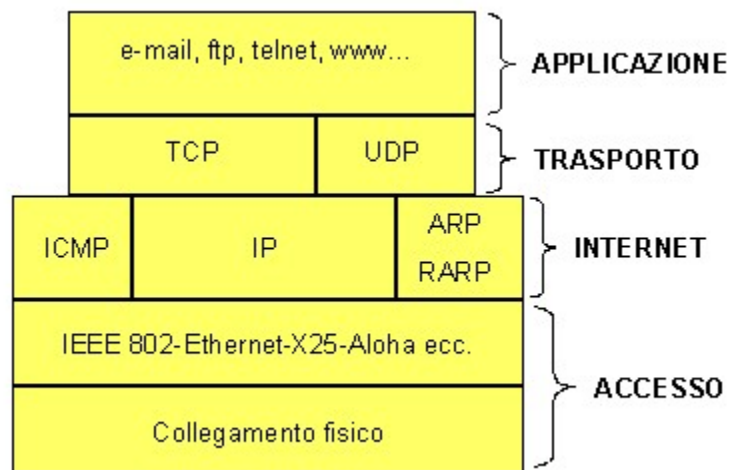 e-mail, ftp, telnet, www...
APPLICAZIONE
TCP
UDP
TRASPORTO
ICMP
IP
ARP
RARP
INTERNET
IEEE 802-Ethernet-X25-Aloha ecc.
Collegamento fisico
ACCESSO